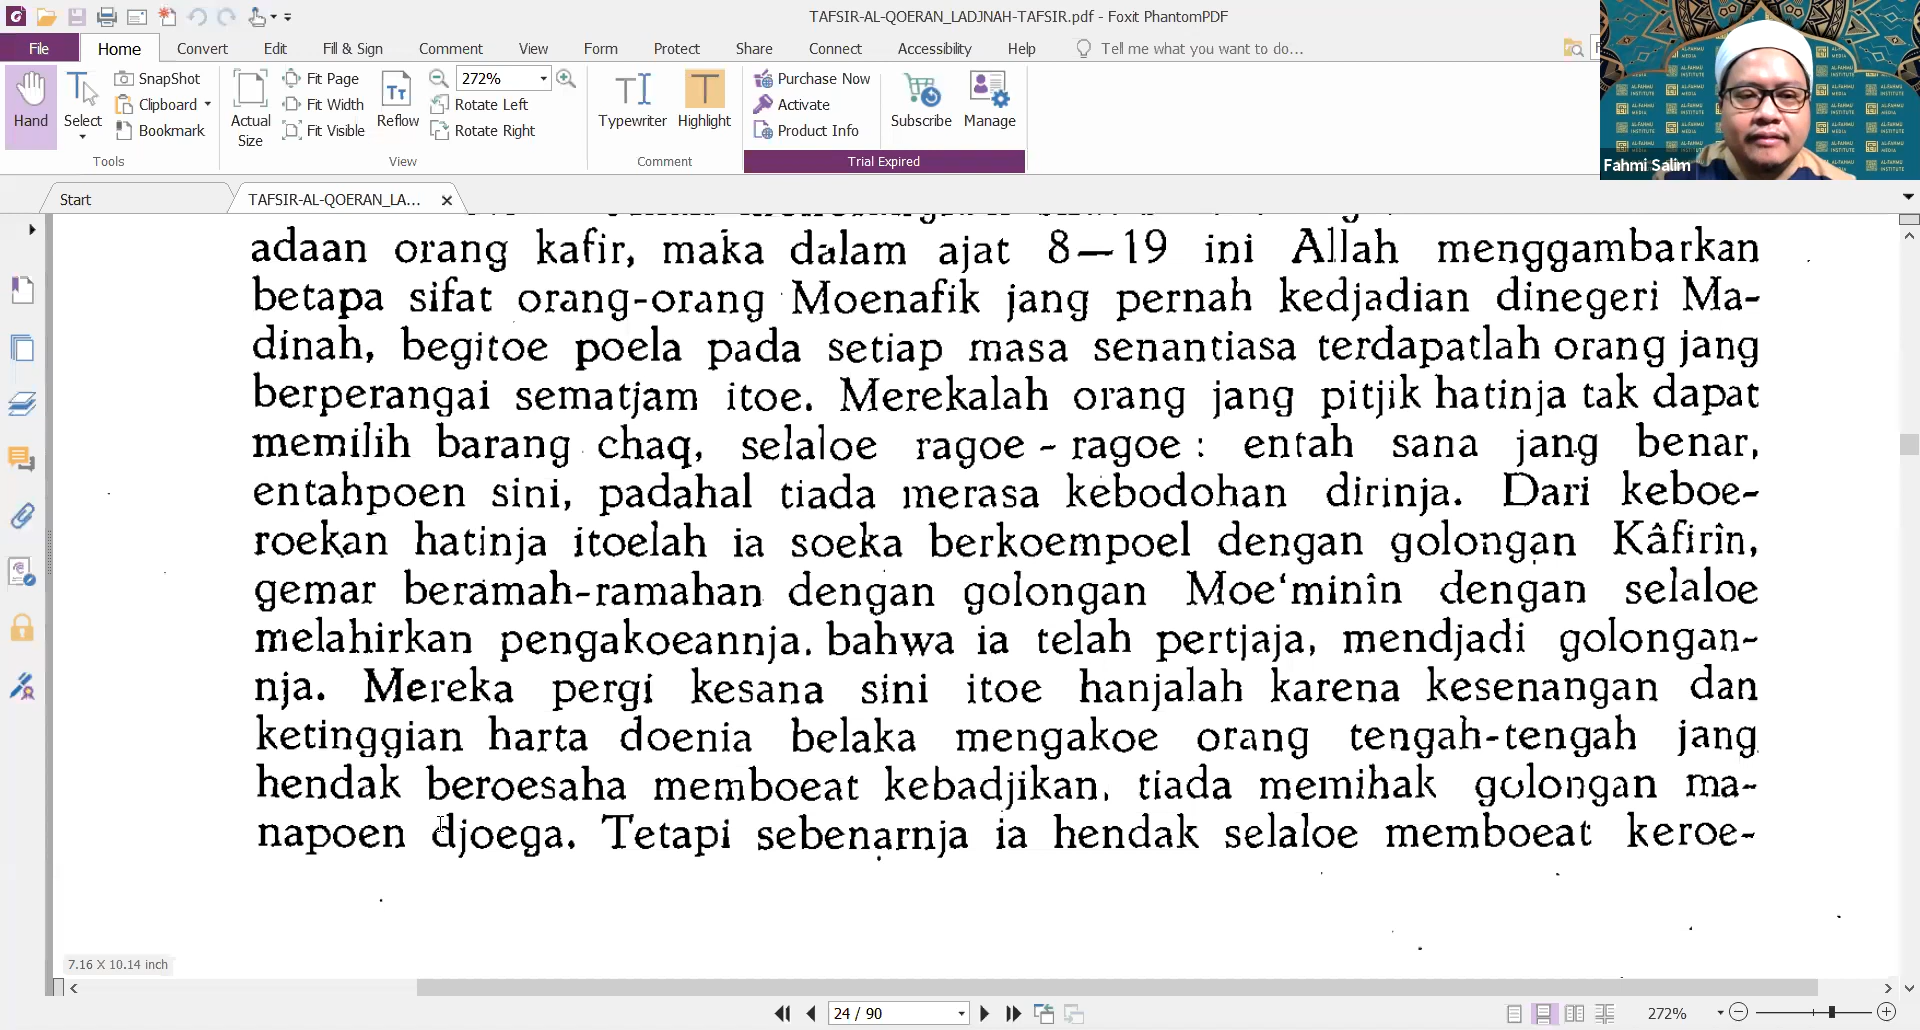 TAFSIR-AL-QOERAN_LADJNAH-TAFSIR.pdf - Foxit PhantomPDF
File Home Convert Edit Fill & Sign Comment View Form Protect Share Connect Accessibility Help Tell me what you want to do...
Hand
Select
SnapShot
Clipboard
Bookmark
Tools
Actual Size
Fit Page
Fit Width
Fit Visible
Reflow
272%
Rotate Left
Rotate Right
View
Typewriter
Highlight
Comment
Purchase Now
Activate
Product Info
Trial Expired
Subscribe
Manage
Fahmi Salim
Start
TAFSIR-AL-QOERAN_LA...
adaan orang kafir, maka dalam ajat 8—19 ini Allah menggambarkan
betapa sifat orang-orang Moenafik jang pernah kedjadian dinegeri Ma-
dinah, begitoe poela pada setiap masa senantiasa terdapatlah orang jang
berperangai sematjam itoe. Merekalah orang jang pitjik hatinja tak dapat
memilih barang chaq, selaloe ragoe - ragoe : entah sana jang benar,
entahpoen sini, padahal tiada merasa kebodohan dirinja. Dari keboe-
roekan hatinja itoelah ia soeka berkoempoel dengan golongan Kâfirîn,
gemar beramah-ramahan dengan golongan Moe‘minîn dengan selaloe
melahirkan pengakoeannja. bahwa ia telah pertjaja, mendjadi golongan-
nja. Mereka pergi kesana sini itoe hanjalah karena kesenangan dan
ketinggian harta doenia belaka mengakoe orang tengah-tengah jang
hendak beroesaha memboeat kebadjikan, tiada memihak golongan ma-
napoen djoega. Tetapi sebenarnja ia hendak selaloe memboeat keroe-
7.16 X 10.14 inch
24 / 90
272%